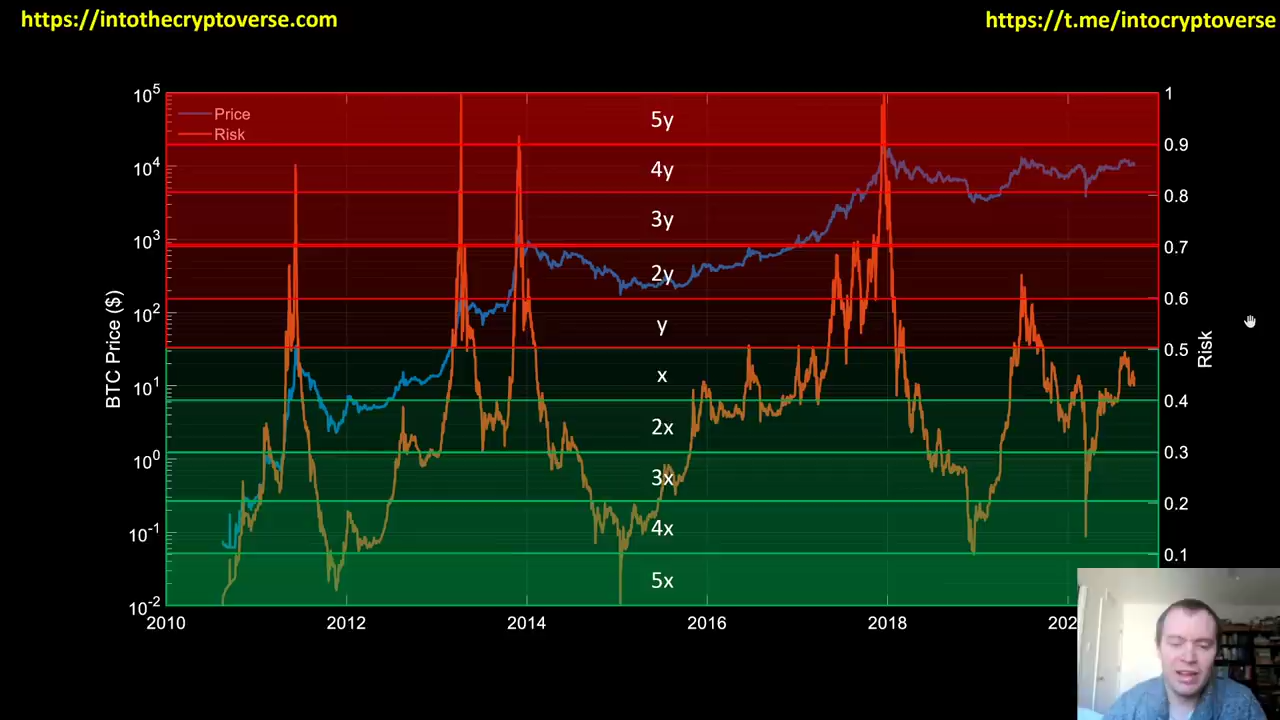 https://intothecryptoverse.com
https://t.me/intocryptoverse
10^5
10^4
10^3
10^2
10^1
10^0
10^-1
10^-2
BTC Price ($)
Price
Risk
5y
4y
3y
2y
y
x
2x
3x
4x
5x
1
0.9
0.8
0.7
0.6
0.5
0.4
0.3
0.2
0.1
Risk
2010
2012
2014
2016
2018